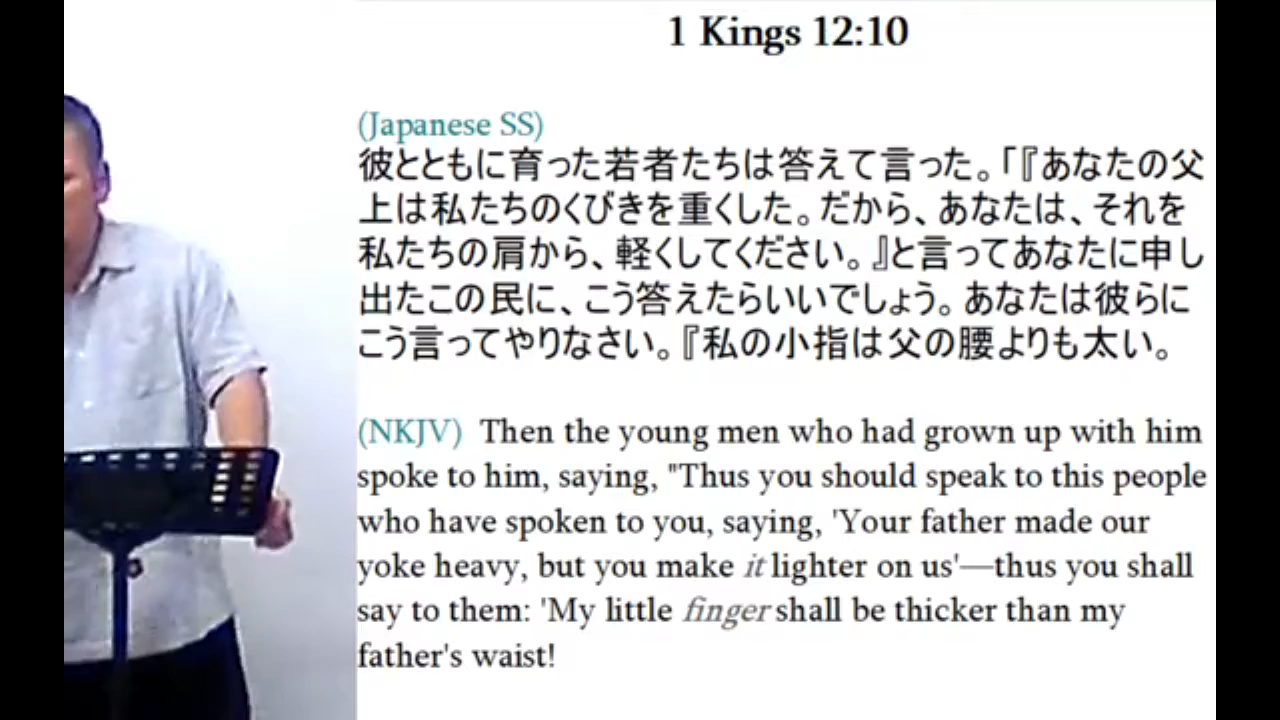 1 Kings 12:10
(Japanese SS)
彼とともに育った若者たちは答えて言った。「『あなたの父
上は私たちのくびきを重くした。だから、あなたは、それを
私たちの肩から、軽くしてください。』と言ってあなたに申し
出たこの民に、こう答えたらいいでしょう。あなたは彼らに
こう言ってやりなさい。『私の小指は父の腰よりも太い。
(NKJV) Then the young men who had grown up with him
spoke to him, saying, "Thus you should speak to this people
who have spoken to you, saying, 'Your father made our
yoke heavy, but you make it lighter on us'—thus you shall
say to them: 'My little finger shall be thicker than my
father's waist!